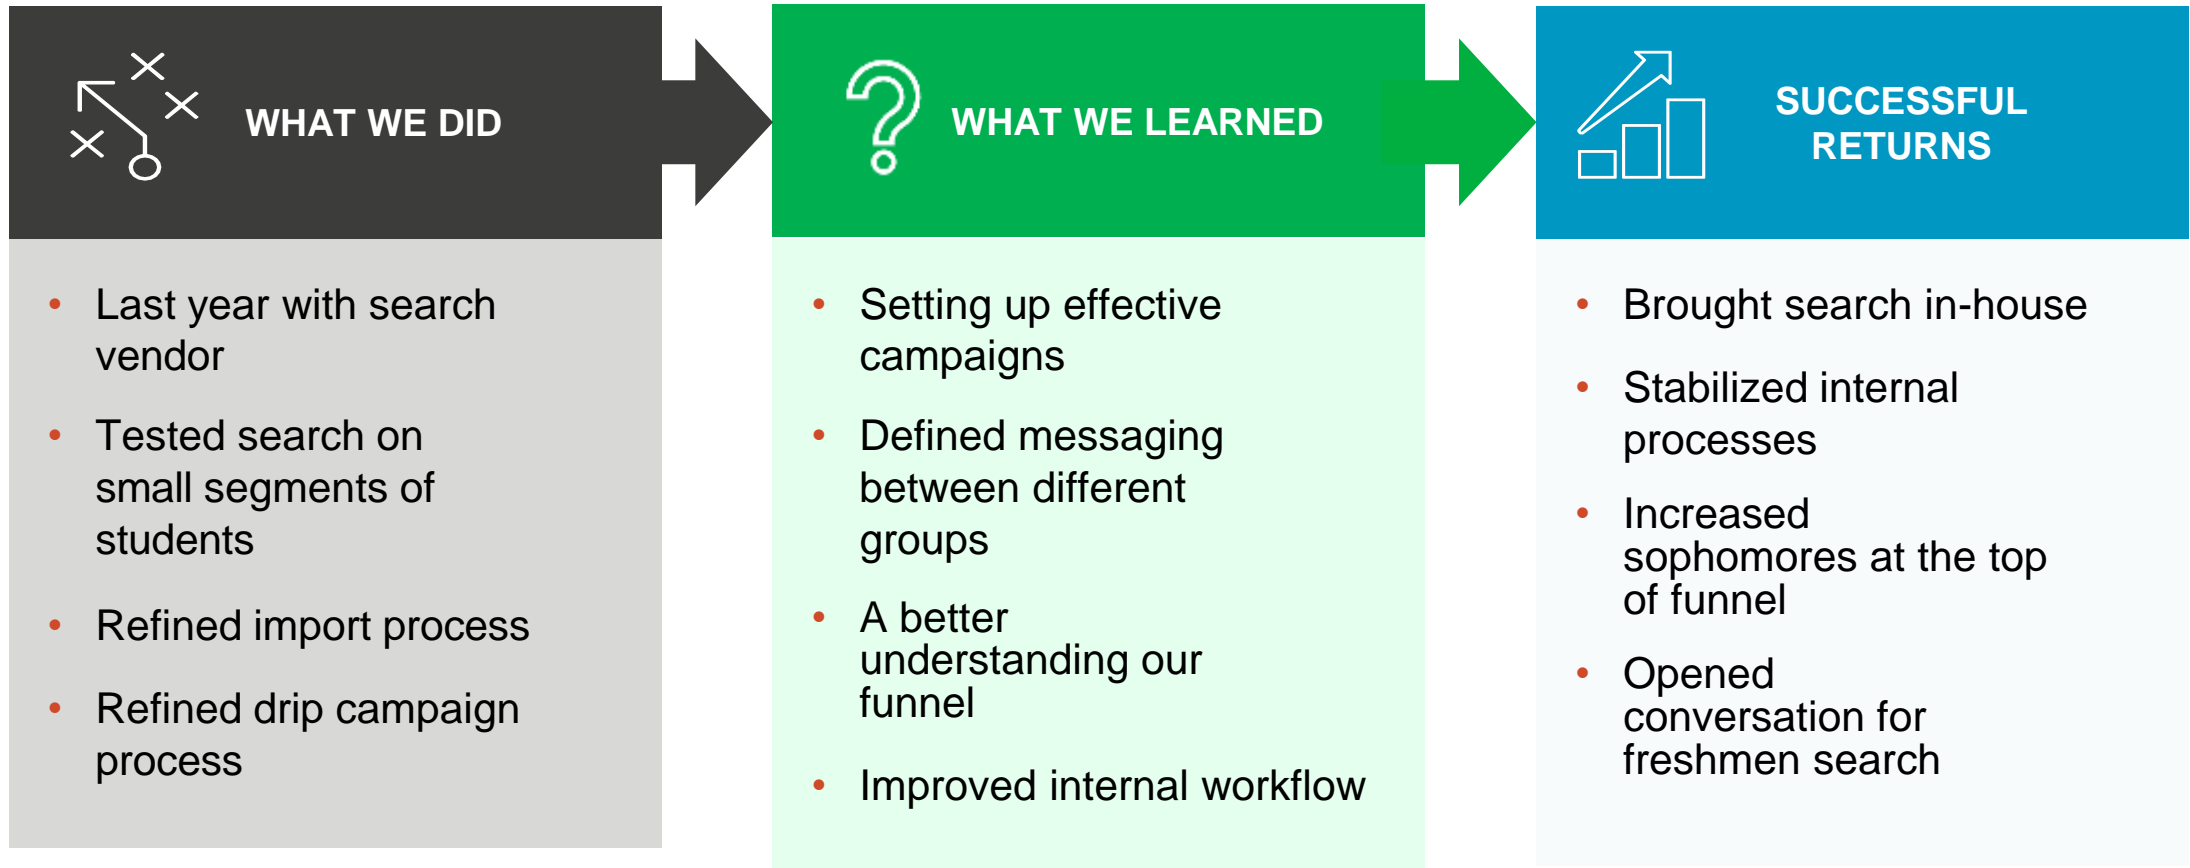 WHAT WE DID
• Last year with search
vendor
• Tested search on
small segments of
students
• Refined import process
• Refined drip campaign
process
WHAT WE LEARNED
• Setting up effective
campaigns
• Defined messaging
between different
groups
• A better
understanding our
funnel
• Improved internal workflow
SUCCESSFUL
RETURNS
• Brought search in-house
• Stabilized internal
processes
• Increased
sophomores at the top
of funnel
• Opened
conversation for
freshmen search